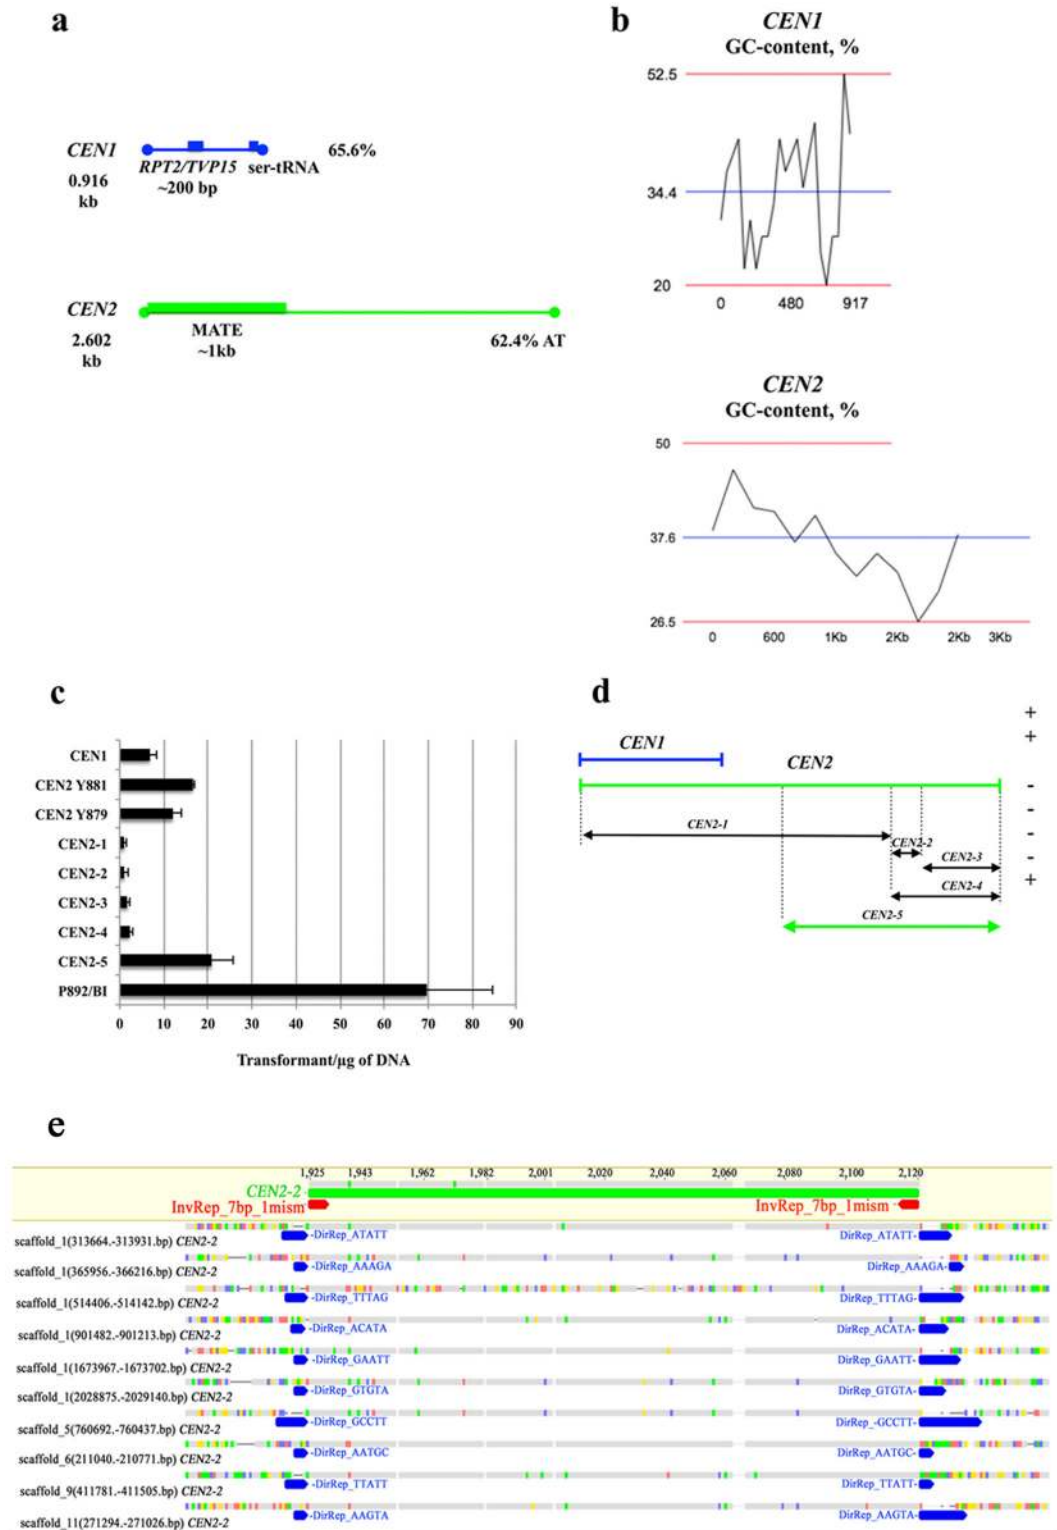 a
CEN1
65.6%
RPT2/TVP15 ser-tRNA
0.916
kb
~200 bp
CEN2
MATE
2.602
kb
~1kb
62.4% AT
b
CEN1
GC-content, %
52.5
34.4
20
0 480 917
CEN2
GC-content, %
50
37.6
26.5
0 600 1Kb 2Kb 2Kb 3Kb
c
CEN1
CEN2 Y881
CEN2 Y879
CEN2-1
CEN2-2
CEN2-3
CEN2-4
CEN2-5
P892/BI
0 10 20 30 40 50 60 70 80 90
Transformant/µg of DNA
d
+
+
CEN1
CEN2
-
-
CEN2-1
-
CEN2-2
CEN2-3
-
CEN2-4
+
CEN2-5
e
1,925 1,943 1,962 1,982 2,001 2,020 2,040 2,060 2,080 2,100 2,120
CEN2-2
InvRep_7bp_1mism InvRep_7bp_1mism
scaffold_1(313664.-313931.bp) CEN2-2 -DirRep_ATATT DirRep_ATATT-
scaffold_1(365956.-366216.bp) CEN2-2 -DirRep_AAAGA DirRep_AAAGA-
scaffold_1(514406.-514142.bp) CEN2-2 -DirRep_TTTAG DirRep_TTTAG-
scaffold_1(901482.-901213.bp) CEN2-2 -DirRep_ACATA DirRep_ACATA-
scaffold_1(1673967.-1673702.bp) CEN2-2 -DirRep_GAATT DirRep_GAATT-
scaffold_1(2028875.-2029140.bp) CEN2-2 -DirRep_GTGTA DirRep_GTGTA-
scaffold_5(760692.-760437.bp) CEN2-2 -DirRep_GCCTT DirRep_-GCCTT-
scaffold_6(211040.-210771.bp) CEN2-2 -DirRep_AATGC DirRep_AATGC-
scaffold_9(411781.-411505.bp) CEN2-2 -DirRep_TTATT DirRep_TTATT-
scaffold_11(271294.-271026.bp) CEN2-2 -DirRep_AAGTA DirRep_AAGTA-